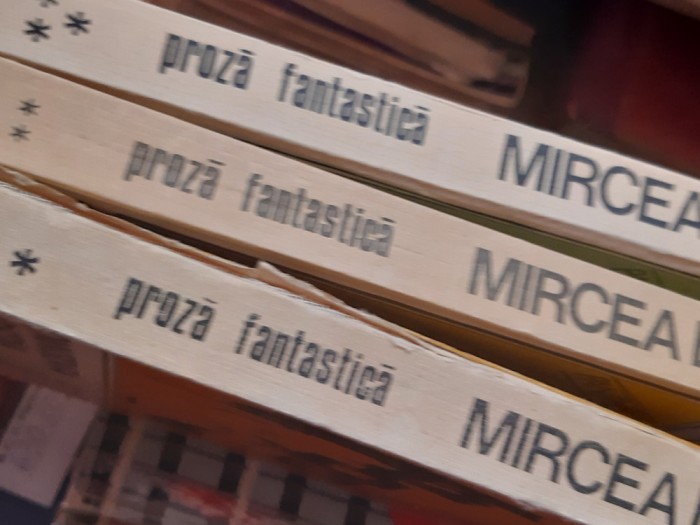 *** proză fantastică MIRCEA
** proză fantastică MIRCEA
* proză fantastică MIRCEA